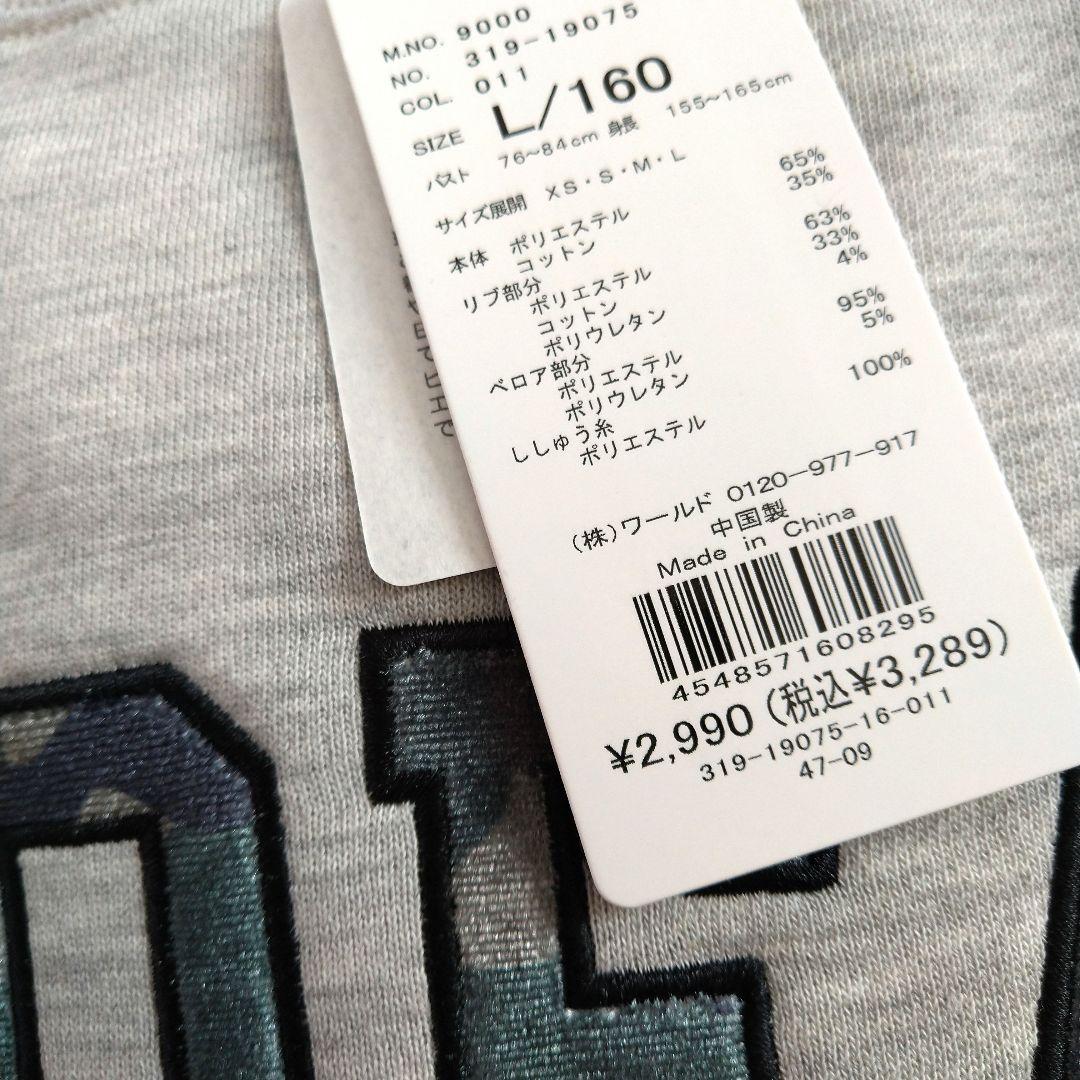 M.NO. 9000
NO. 319-19075
COL. 011
SIZE L/160
バスト 76~84cm 身長 155~165cm
サイズ展開 XS・S・M・L
本体 ポリエステル 65%
コットン 35%
リブ部分
ポリエステル 63%
コットン 33%
ポリウレタン 4%
ベロア部分
ポリエステル 95%
ポリウレタン 5%
ししゅう糸
ポリエステル 100%
(株)ワールド 0120-977-917
中国製
Made in China
4548571608295
¥2,990 (税込¥3,289)
319-19075-16-011
47-09